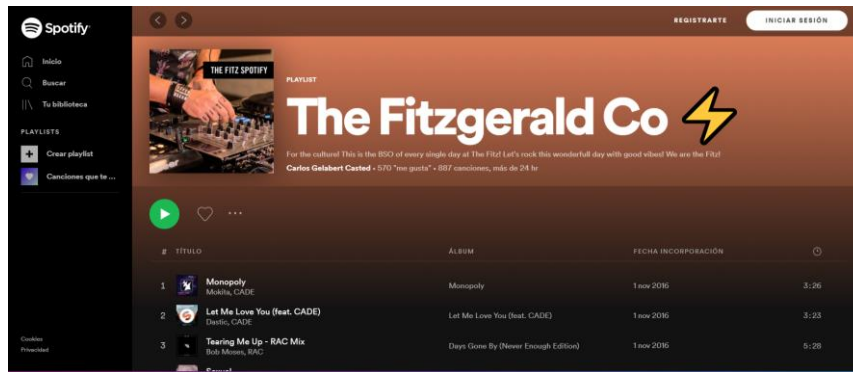 Spotify
Inicio
Buscar
Tu biblioteca
PLAYLISTS
Crear playlist
Canciones que te ...
Cookies
Privacidad
REGISTRARTE
INICIAR SESIÓN
THE FITZ SPOTIFY
PLAYLIST
The Fitzgerald Co ⚡
For the culture! This is the BSO of every single day at The Fitz! Let's rock this wonderfull day with good vibes! We are the Fitz!
Carlos Gelabert Casted • 570 "me gusta" • 887 canciones, más de 24 hr
# TÍTULO ÁLBUM FECHA INCORPORACIÓN
1 Monopoly Monopoly 1 nov 2016 3:26
Mokita, CADE
2 Let Me Love You (feat. CADE) Let Me Love You (feat. CADE) 1 nov 2016 3:23
Dastic, CADE
3 Tearing Me Up - RAC Mix Days Gone By (Never Enough Edition) 1 nov 2016 5:28
Bob Moses, RAC